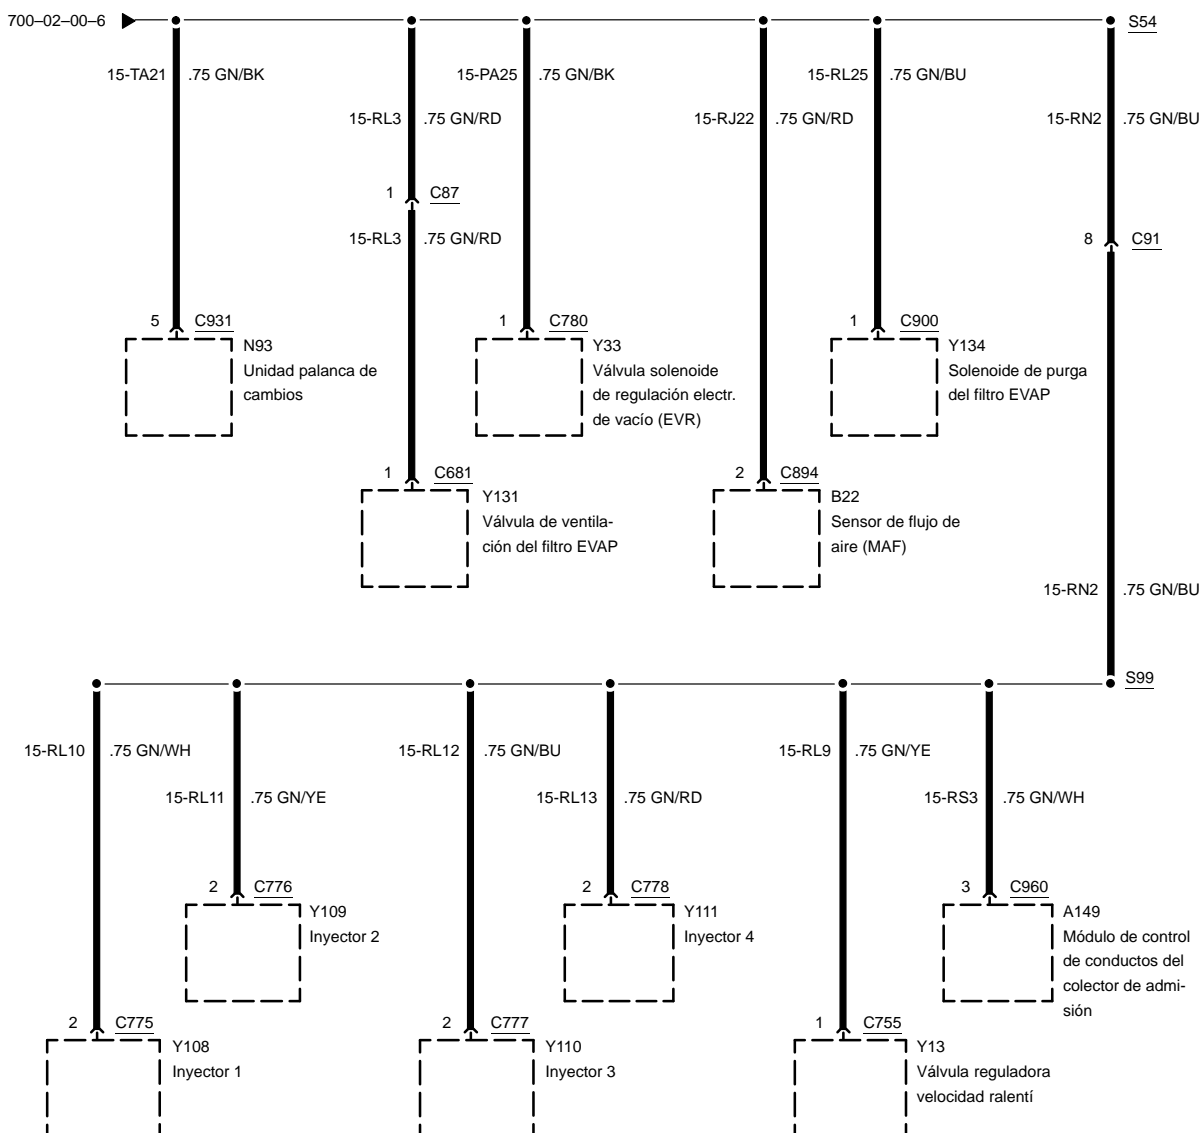 700–02–00–6
S54
15-TA21 .75 GN/BK
15-PA25 .75 GN/BK
15-RL25 .75 GN/BU
15-RL3 .75 GN/RD
15-RJ22 .75 GN/RD
15-RN2 .75 GN/BU
1 C87
15-RL3 .75 GN/RD
8 C91
5 C931
N93
Unidad palanca de
cambios
1 C780
Y33
Válvula solenoide
de regulación electr.
de vacío (EVR)
1 C900
Y134
Solenoide de purga
del filtro EVAP
1 C681
Y131
Válvula de ventila-
ción del filtro EVAP
2 C894
B22
Sensor de flujo de
aire (MAF)
15-RN2 .75 GN/BU
S99
15-RL10 .75 GN/WH
15-RL12 .75 GN/BU
15-RL9 .75 GN/YE
15-RL11 .75 GN/YE
15-RL13 .75 GN/RD
15-RS3 .75 GN/WH
2 C776
Y109
Inyector 2
2 C778
Y111
Inyector 4
3 C960
A149
Módulo de control
de conductos del
colector de admi-
sión
2 C775
Y108
Inyector 1
2 C777
Y110
Inyector 3
1 C755
Y13
Válvula reguladora
velocidad ralentí